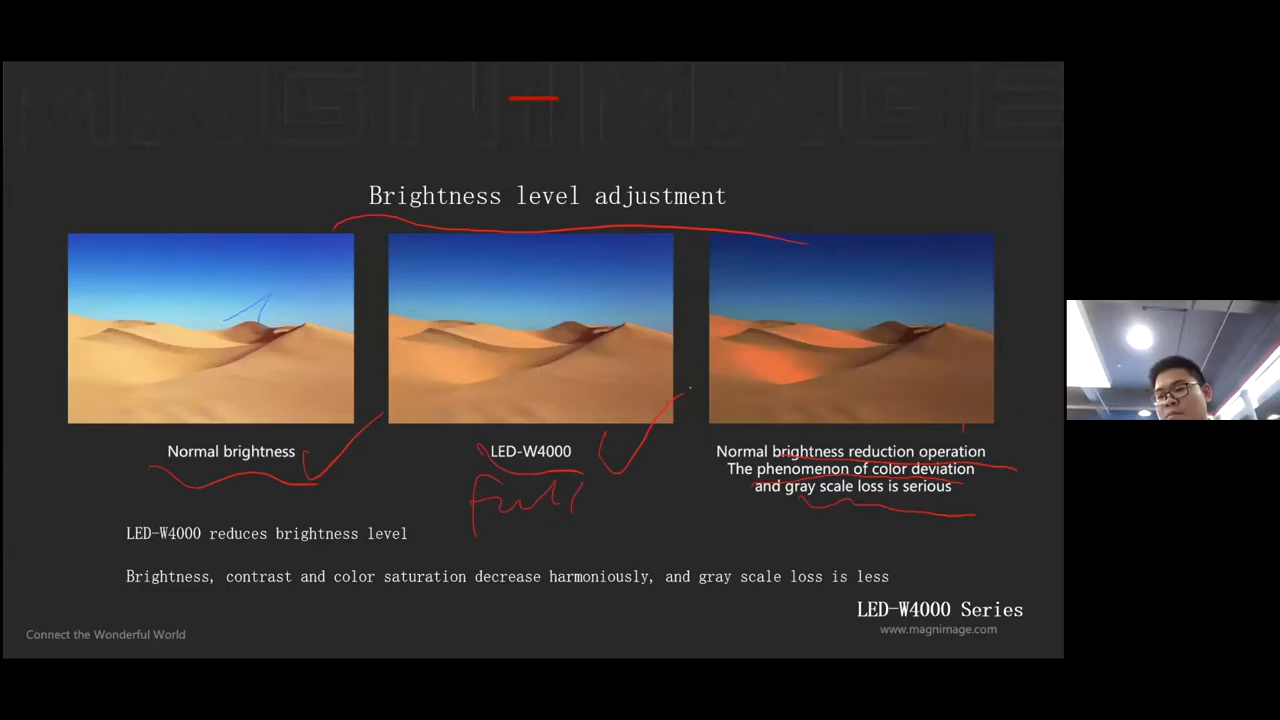 MAGNIMAGE
Brightness level adjustment
Normal brightness
LED-W4000
Normal brightness reduction operation
The phenomenon of color deviation
and gray scale loss is serious
Full
LED-W4000 reduces brightness level
Brightness, contrast and color saturation decrease harmoniously, and gray scale loss is less
LED-W4000 Series
www.magnimage.com
Connect the Wonderful World